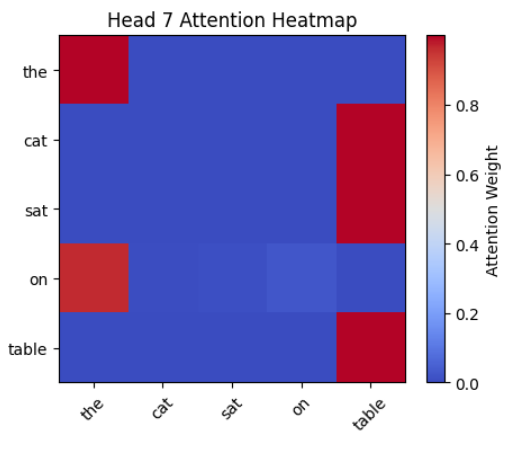 Head 7 Attention Heatmap
the
cat
sat
on
table
the
cat
sat
on
table
0.8
0.6
0.4
0.2
0.0
Attention Weight